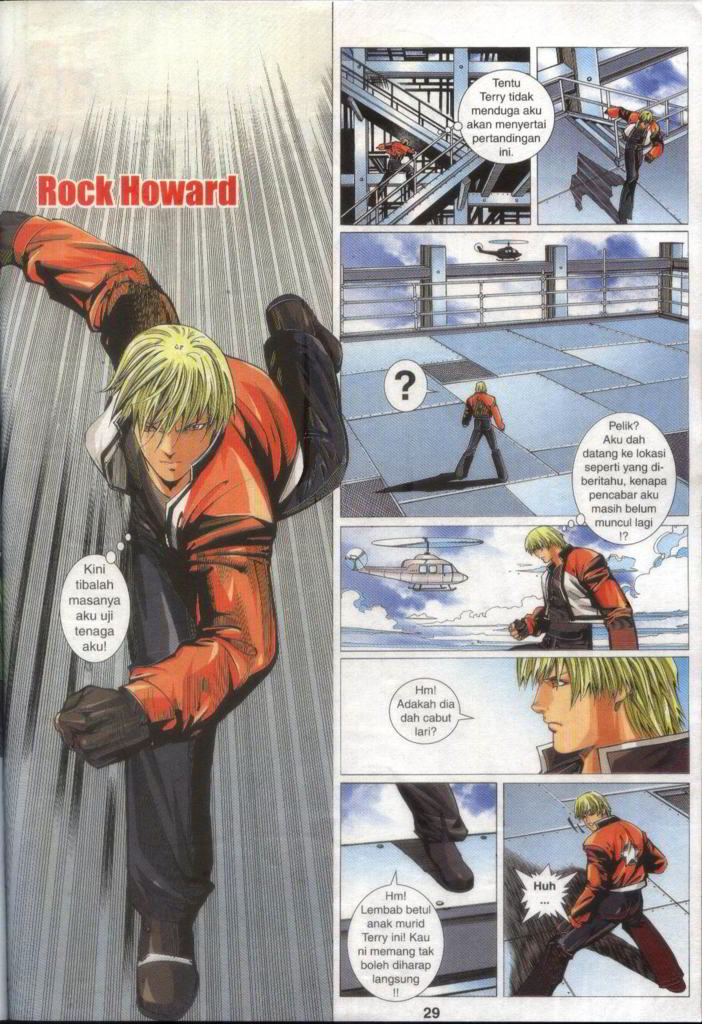 Rock Howard
Kini
tibalah
masanya
aku uji
tenaga
aku!
Tentu
Terry tidak
menduga aku
akan menyertai
pertandingan
ini.
?
Pelik?
Aku dah
datang ke lokasi
seperti yang di-
beritahu, kenapa
pencabar aku
masih belum
muncul lagi
!?
Hm!
Adakah dia
dah cabut
lari?
Hm!
Lembab betul
anak murid
Terry ini! Kau
ni memang tak
boleh diharap
langsung
!!
Huh
...
29